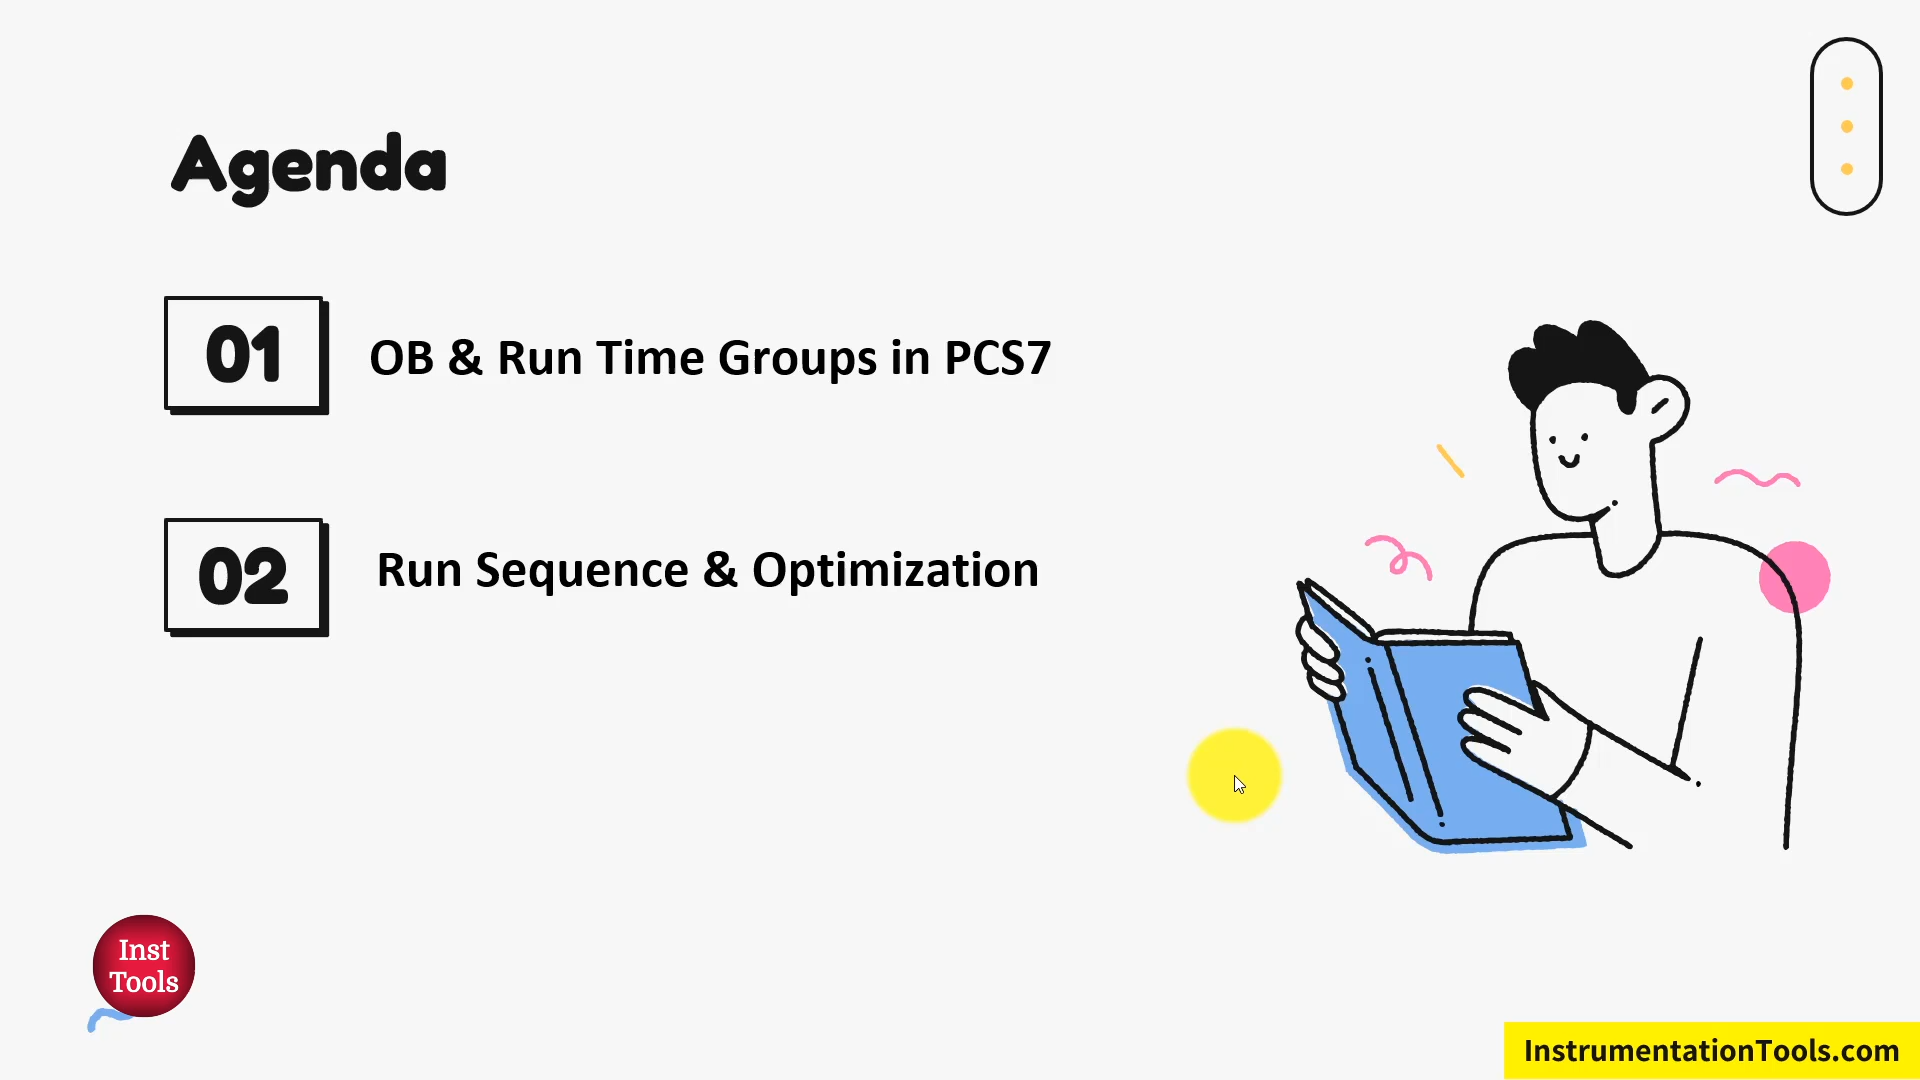 Agenda
01
OB & Run Time Groups in PCS7
02
Run Sequence & Optimization
Inst
Tools
InstrumentationTools.com